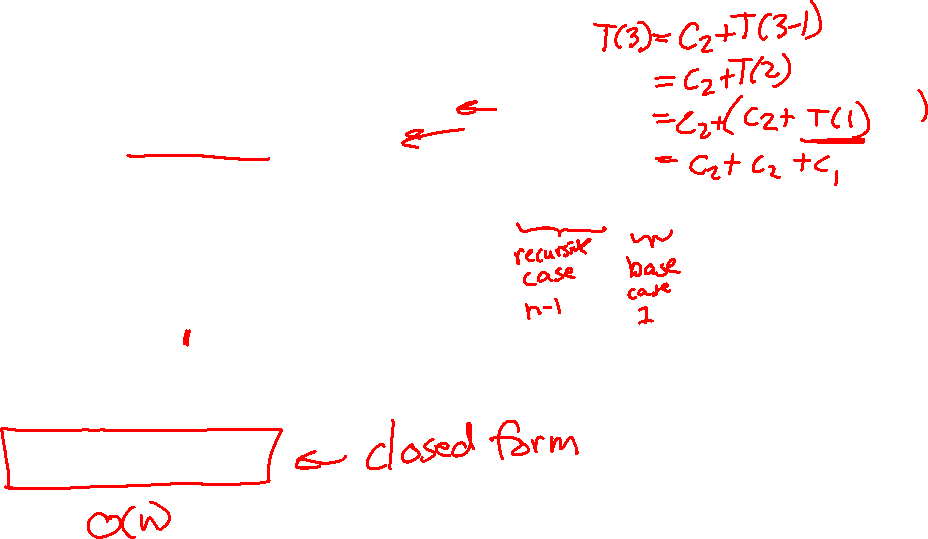 T(3) = C₂ + T(3-1)
= C₂ + T(2)
= C₂ + (C₂ + T(1) )
= C₂ + C₂ + C₁
recursive case n-1
base case 1
← closed form
O(n)